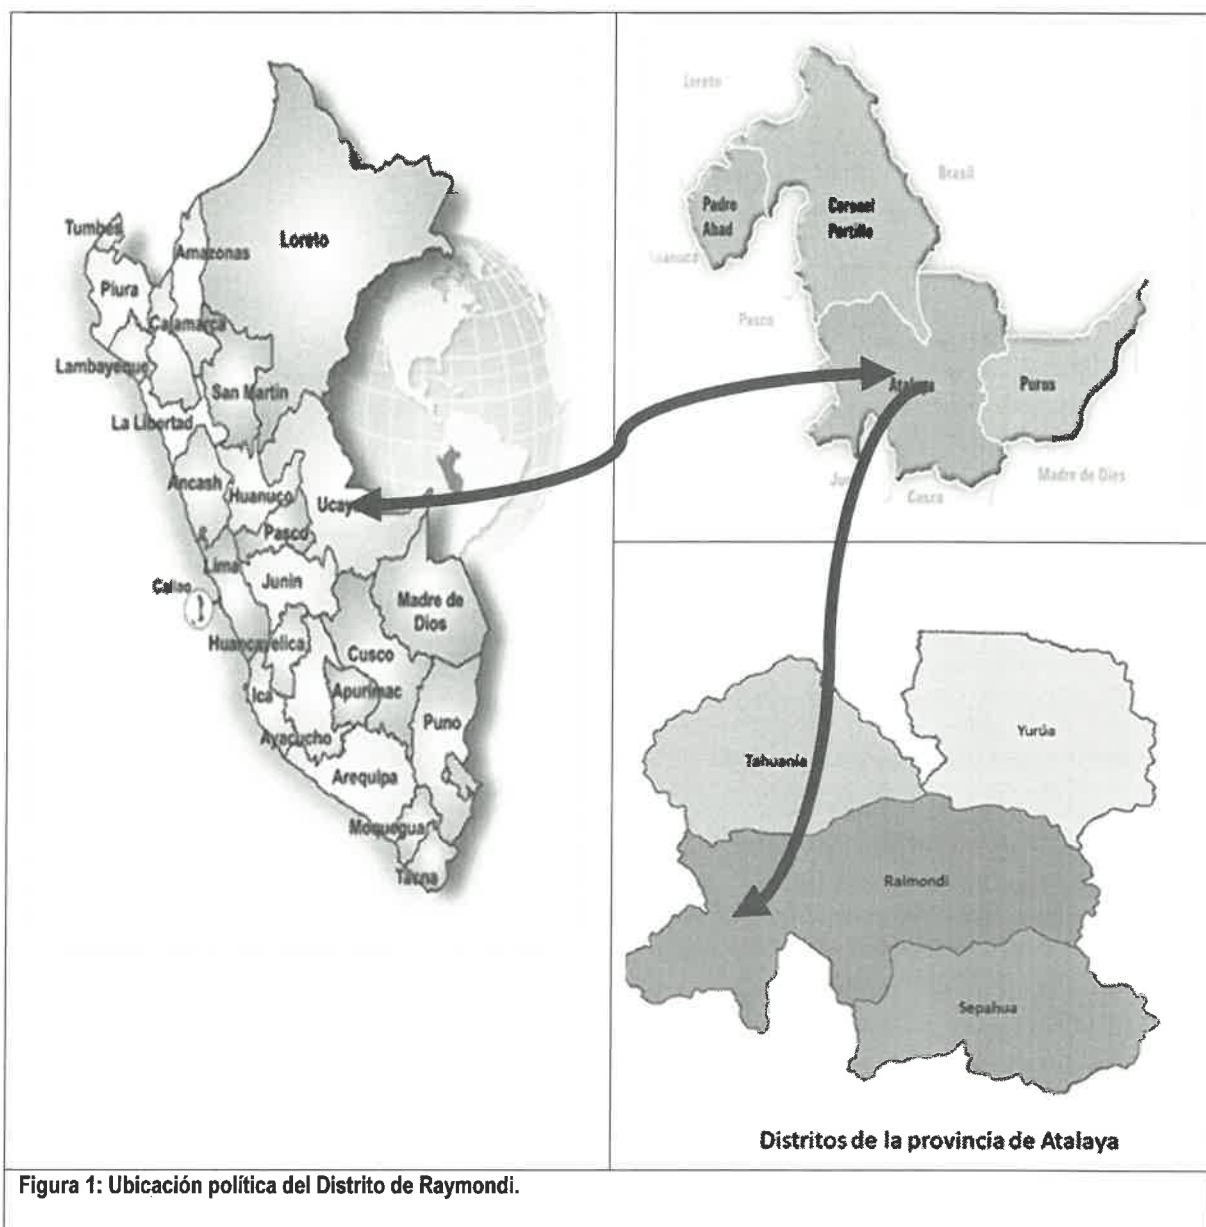 Tumbes
Piura
Amazonas
Loreto
Cajamarca
Lambayeque
San Martin
La Libertad
Ancash
Huanuco
Pasco
Lima
Callao
Junin
Madre de
Dios
Huancavelica
Cusco
Ica
Apurimac
Puno
Ayacucho
Arequipa
Moquegua
Tacna
Loreto
Brasil
Padre
Abad
Coronel
Portillo
Pasco
Atalaya
Purus
Madre de Dios
Cusco
Yurúa
Tahuanía
Raimondi
Sepahua
Distritos de la provincia de Atalaya
Figura 1: Ubicación política del Distrito de Raymondi.